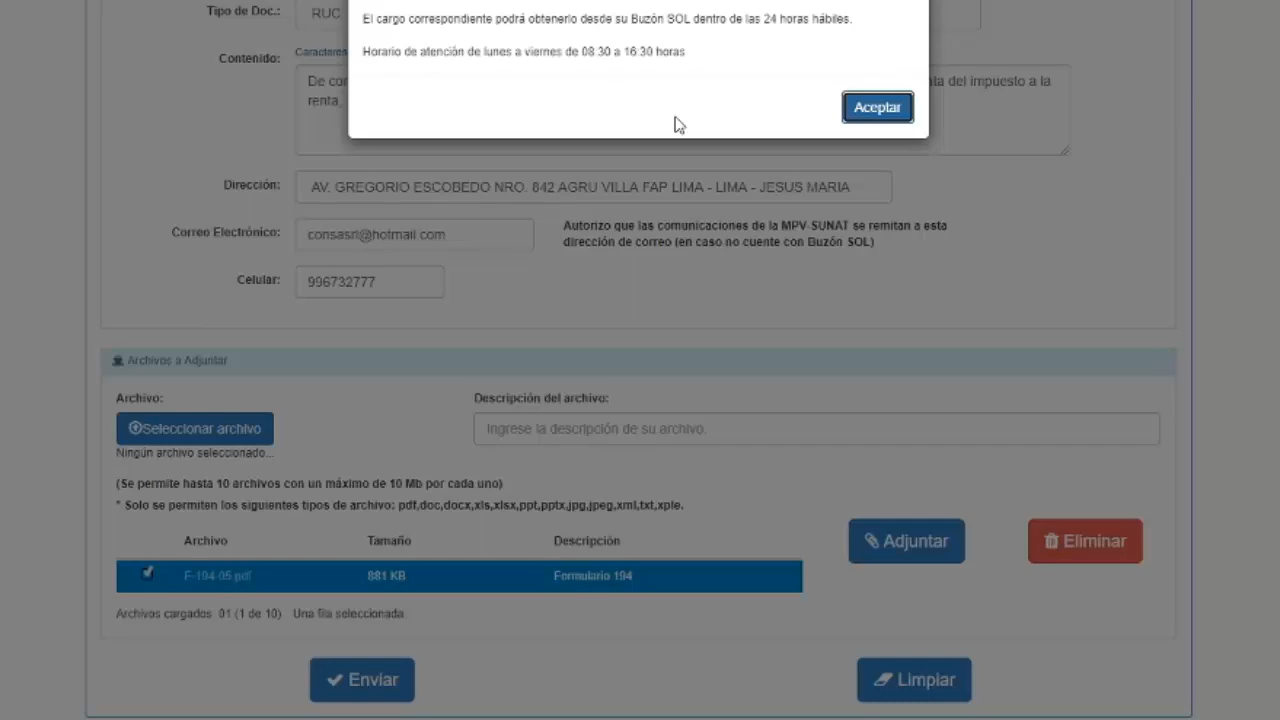 Tipo de Doc.:
RUC
El cargo correspondiente podrá obtenerlo desde su Buzón SOL dentro de las 24 horas hábiles.
Contenido:
Caracteres
Horario de atención de lunes a viernes de 08:30 a 16:30 horas
De con
ta del impuesto a la
renta.
Aceptar
Dirección:
AV. GREGORIO ESCOBEDO NRO. 842 AGRU VILLA FAP LIMA - LIMA - JESUS MARIA
Correo Electrónico:
consasrl@hotmail.com
Autorizo que las comunicaciones de la MPV-SUNAT se remitan a esta
dirección de correo (en caso no cuente con Buzón SOL)
Celular:
996732777
Archivos a Adjuntar
Archivo:
Descripción del archivo:
Seleccionar archivo
Ingrese la descripción de su archivo.
Ningún archivo seleccionado...
(Se permite hasta 10 archivos con un máximo de 10 Mb por cada uno)
* Solo se permiten los siguientes tipos de archivo: pdf,doc,docx,xls,xlsx,ppt,pptx,jpg,jpeg,xml,txt,xple.
Archivo Tamaño Descripción
Adjuntar
Eliminar
F-194-05.pdf 881 KB Formulario 194
Archivos cargados 01 (1 de 10) Una fila seleccionada.
Enviar
Limpiar